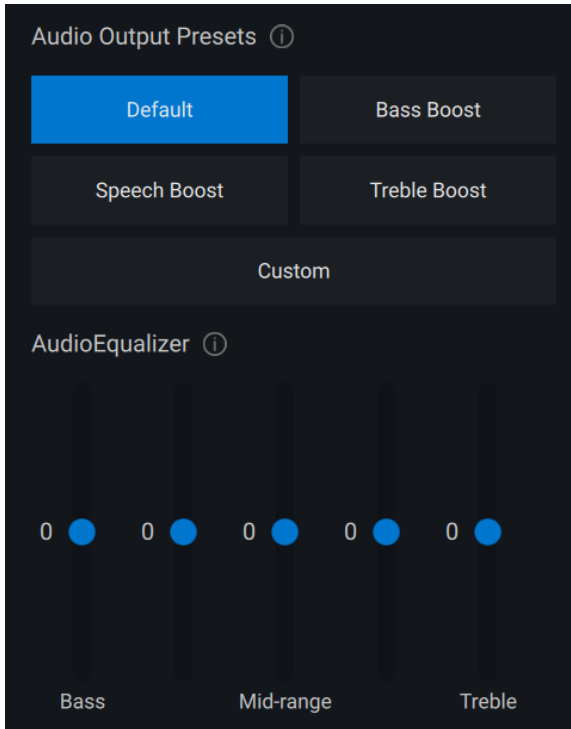 Audio Output Presets
Default
Bass Boost
Speech Boost
Treble Boost
Custom
AudioEqualizer
0 0 0 0 0
Bass Mid-range Treble